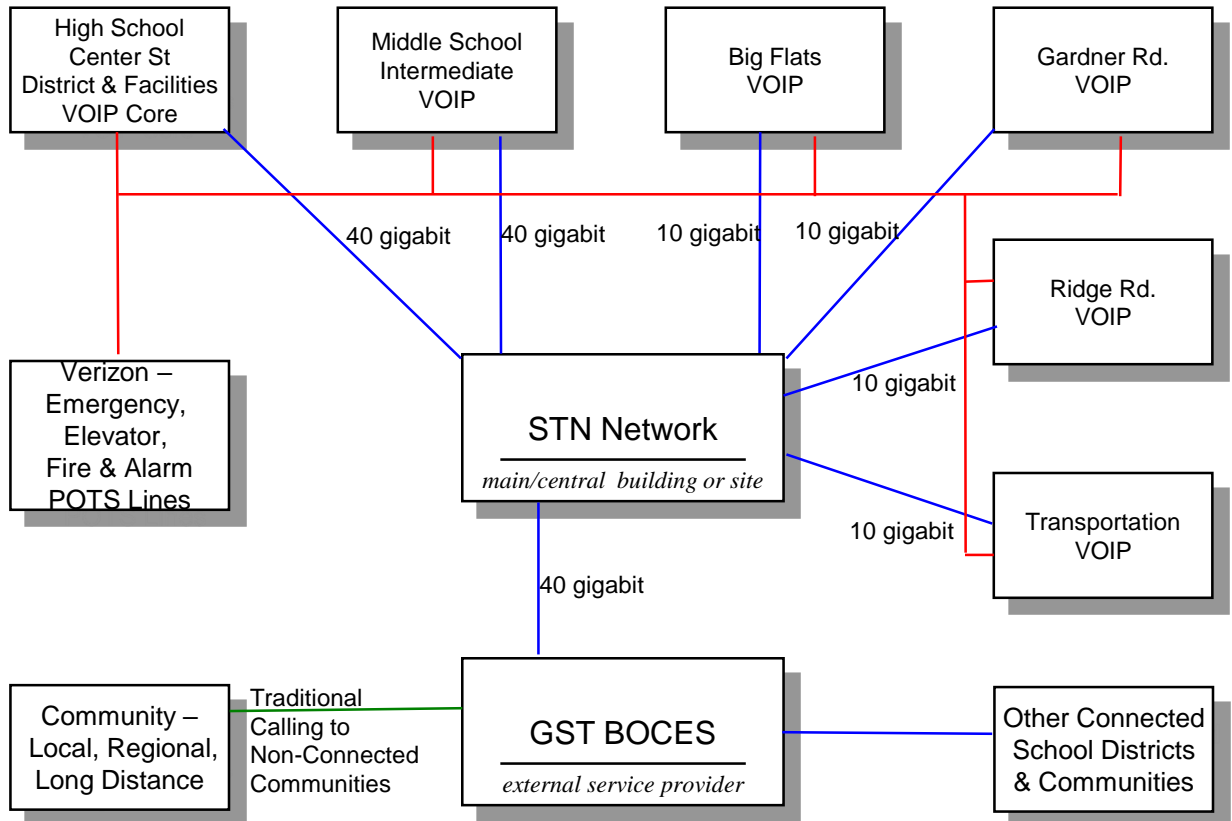 High School
Center St
District & Facilities
VOIP Core
Middle School
Intermediate
VOIP
Big Flats
VOIP
Gardner Rd.
VOIP
40 gigabit
40 gigabit
10 gigabit
10 gigabit
Ridge Rd.
VOIP
Verizon –
Emergency,
Elevator,
Fire & Alarm
POTS Lines
STN Network
main/central building or site
10 gigabit
10 gigabit
Transportation
VOIP
40 gigabit
Community –
Local, Regional,
Long Distance
Traditional
Calling to
Non-Connected
Communities
GST BOCES
external service provider
Other Connected
School Districts
& Communities